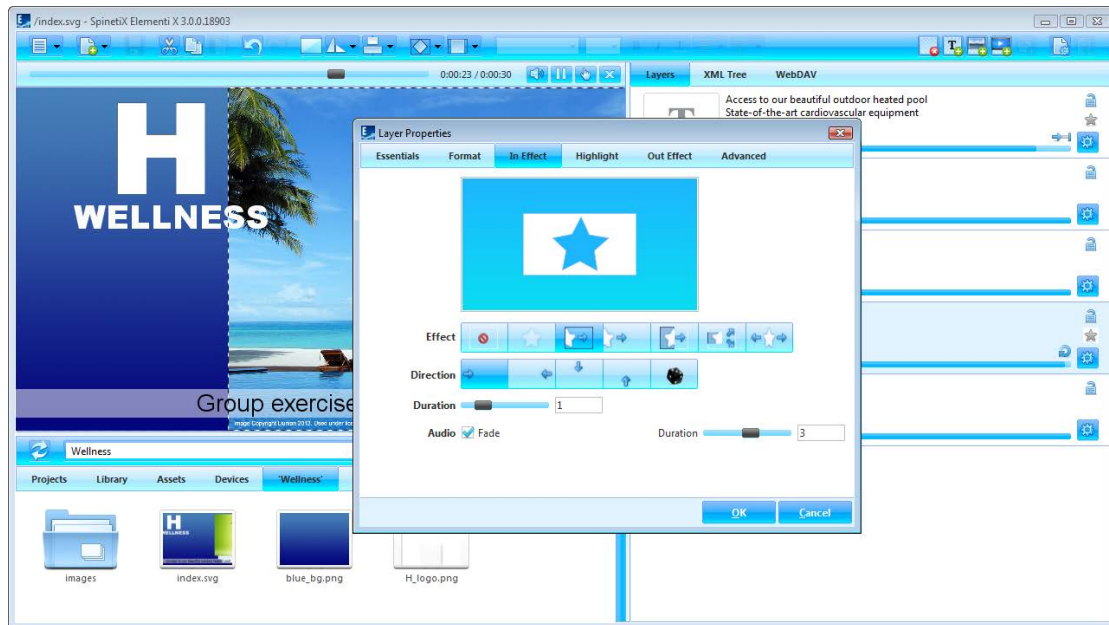 /index.svg - SpinetiX Elementi X 3.0.0.18903
0:00:23 / 0:00:30
Layers XML Tree WebDAV
Access to our beautiful outdoor heated pool
State-of-the-art cardiovascular equipment
T
H
WELLNESS
Group exercise
Layer Properties
Essentials Format In Effect Highlight Out Effect Advanced
Effect
Direction
Duration 1
Audio Fade Duration 3
OK Cancel
Wellness
Projects Library Assets Devices 'Wellness'
H
WELLNESS
images index.svg blue_bg.png H_logo.png